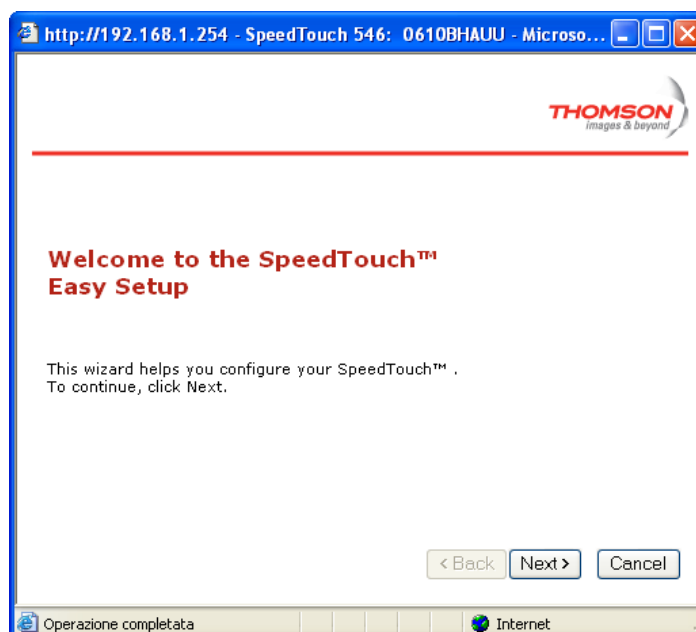 http://192.168.1.254 - SpeedTouch 546: 0610BHAUU - Microso...
THOMSON
images & beyond
Welcome to the SpeedTouch™
Easy Setup
This wizard helps you configure your SpeedTouch™ .
To continue, click Next.
< Back
Next >
Cancel
Operazione completata
Internet